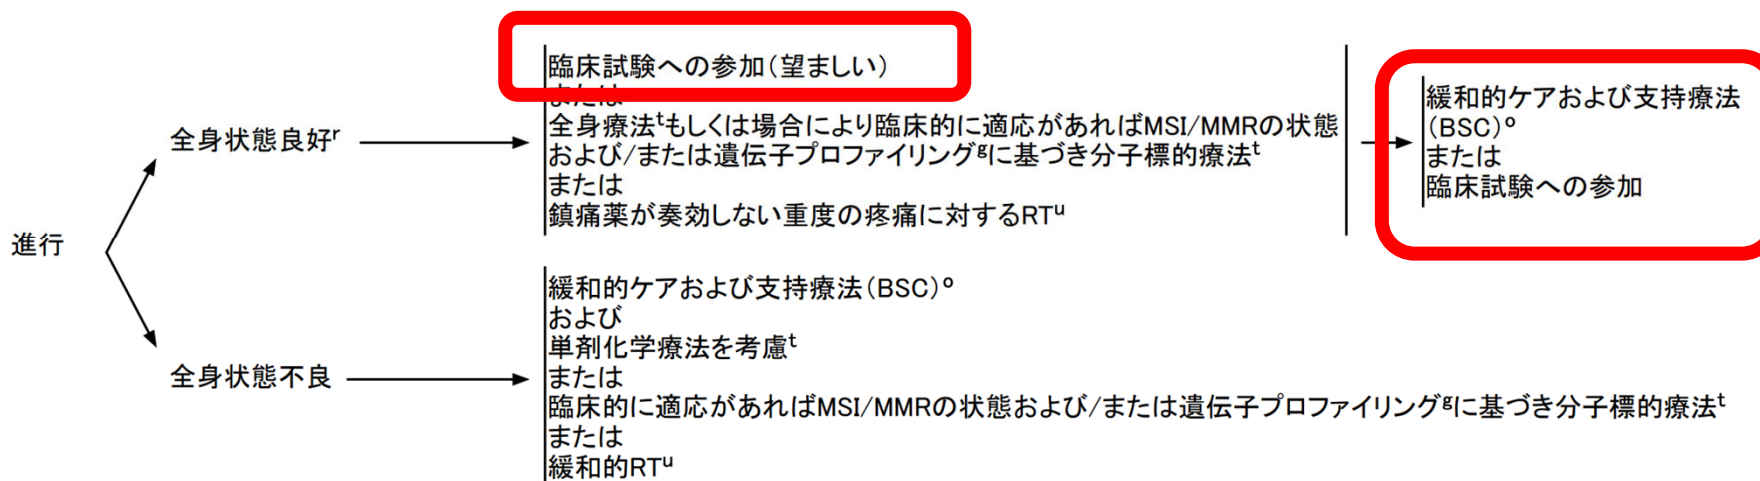 進行
全身状態良好r
臨床試験への参加(望ましい)
または
全身療法tもしくは場合により臨床的に適応があればMSI/MMRの状態
および/または遺伝子プロファイリングgに基づき分子標的療法t
または
鎮痛薬が奏効しない重度の疼痛に対するRTu
緩和的ケアおよび支持療法
(BSC)o
または
臨床試験への参加
全身状態不良
緩和的ケアおよび支持療法(BSC)o
および
単剤化学療法を考慮t
または
臨床的に適応があればMSI/MMRの状態および/または遺伝子プロファイリングgに基づき分子標的療法t
または
緩和的RTu